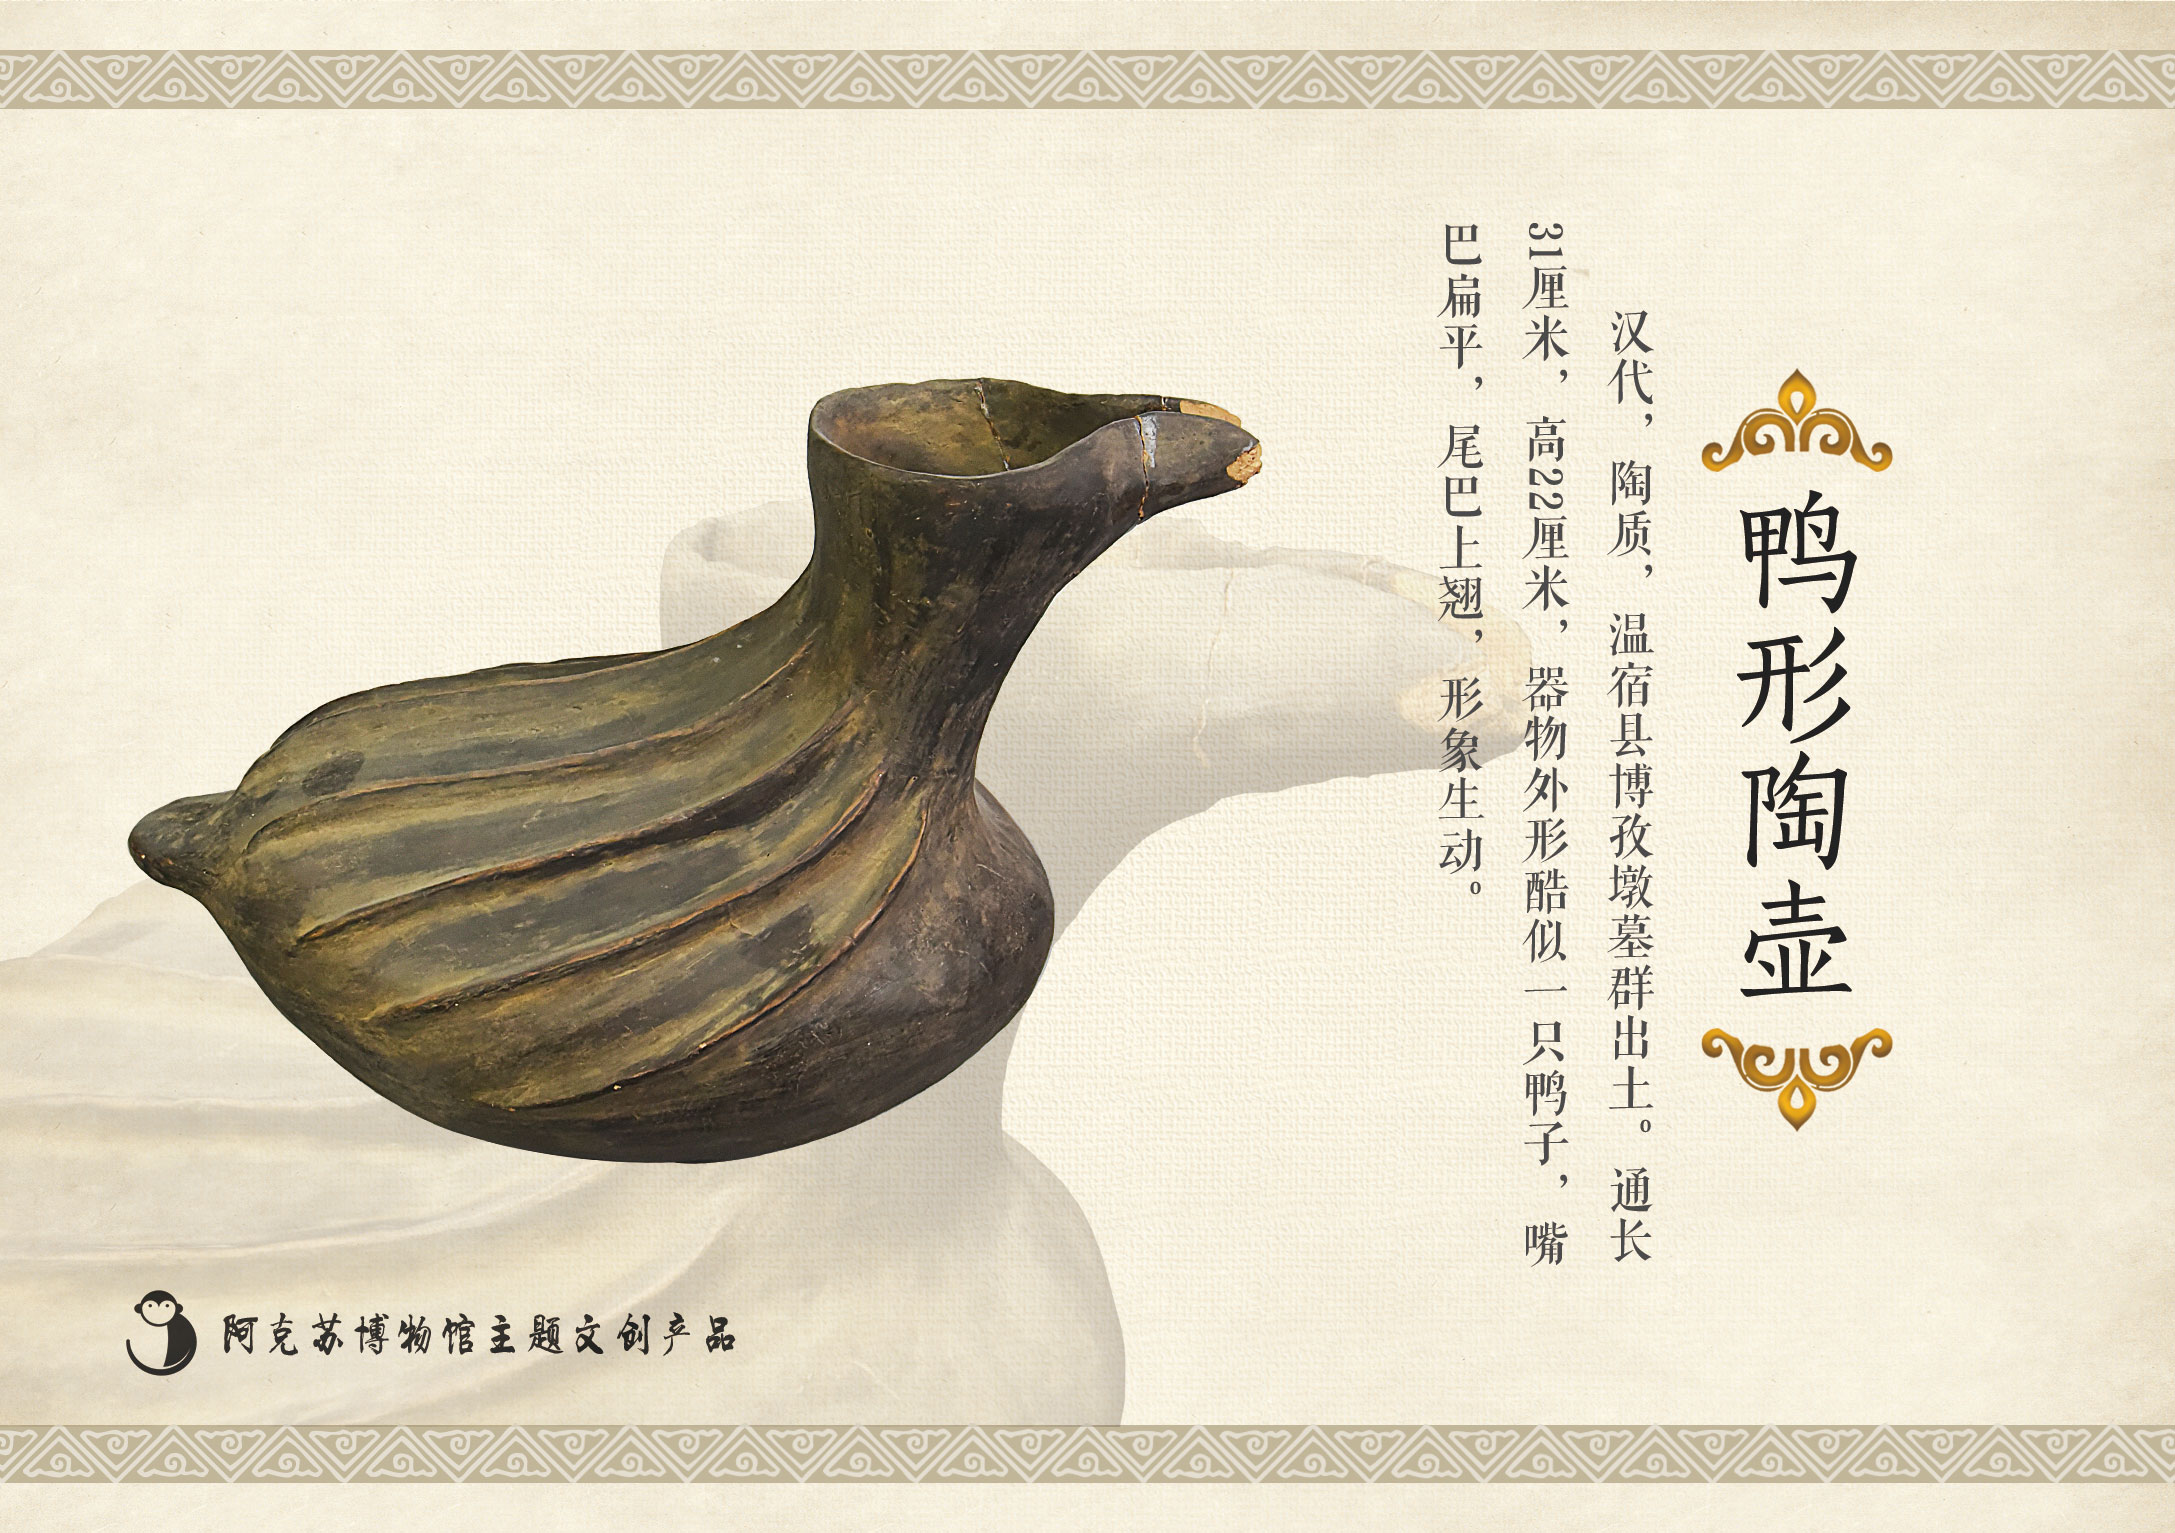 鸭形陶壶
汉代，陶质，温宿县博孜墩墓群出土。通长
31厘米，高22厘米，器物外形酷似一只鸭子，嘴
巴扁平，尾巴上翘，形象生动。
阿克苏博物馆主题文创产品